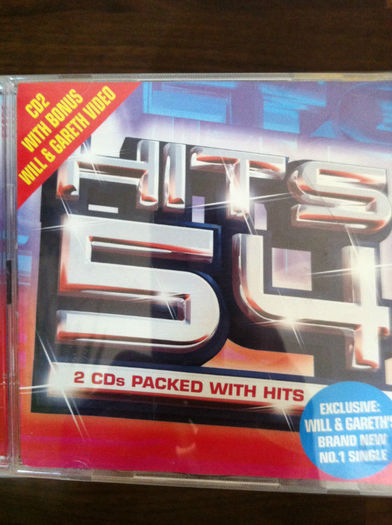 CD2
WITH BONUS
WILL & GARETH VIDEO
HITS
54
2 CDs PACKED WITH HITS
EXCLUSIVE:
WILL & GARETH'S
BRAND NEW
NO.1 SINGLE